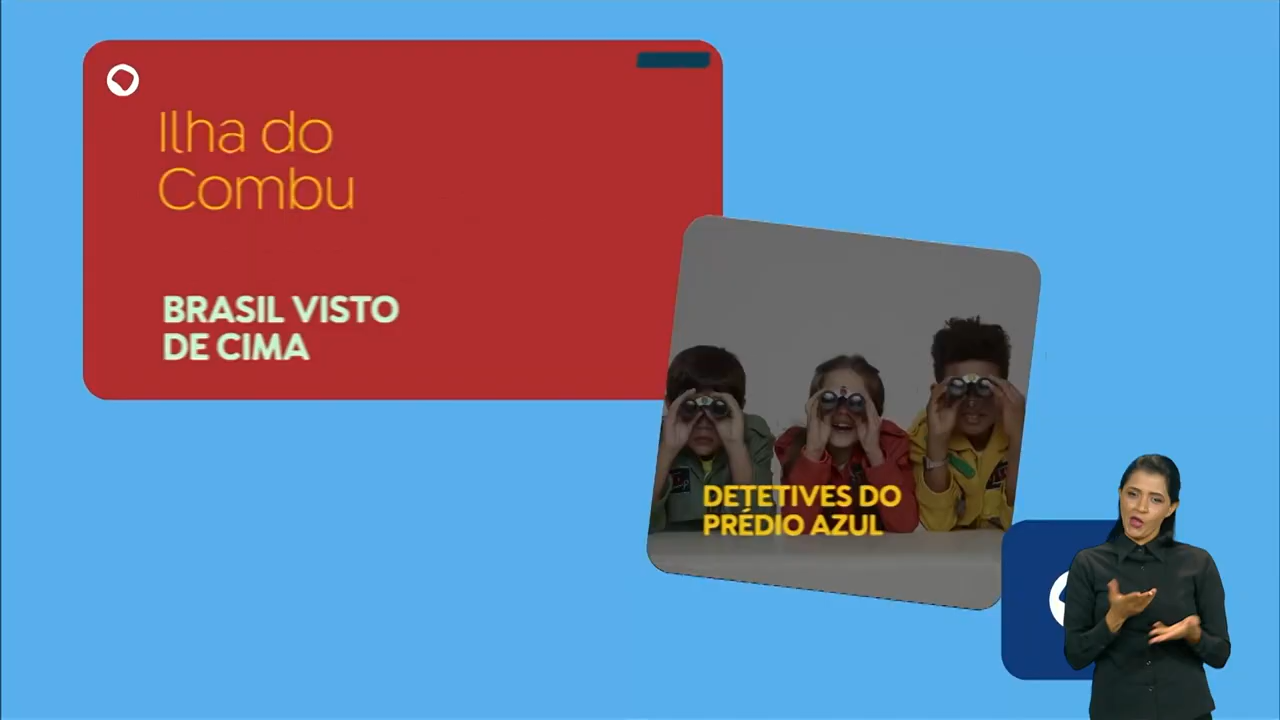 Ilha do
Combu
BRASIL VISTO
DE CIMA
DETETIVES DO
PRÉDIO AZUL